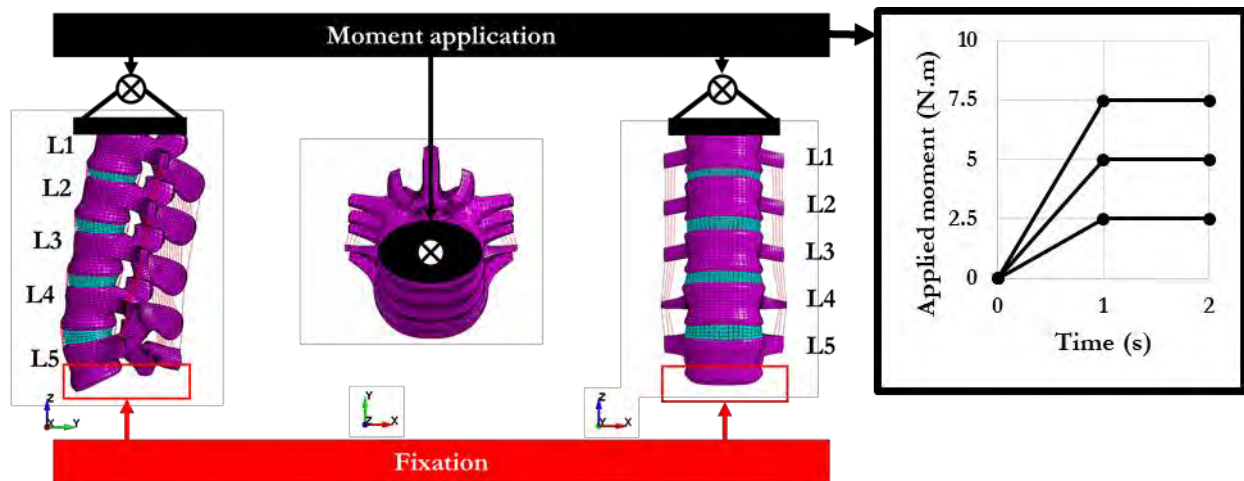 Moment application
L1
L2
L3
L4
L5
Z
X
Y
Y
Z
X
L1
L2
L3
L4
L5
Z
Y
X
Fixation
Applied moment (N.m)
10
7.5
5
2.5
0
0
1
2
Time (s)